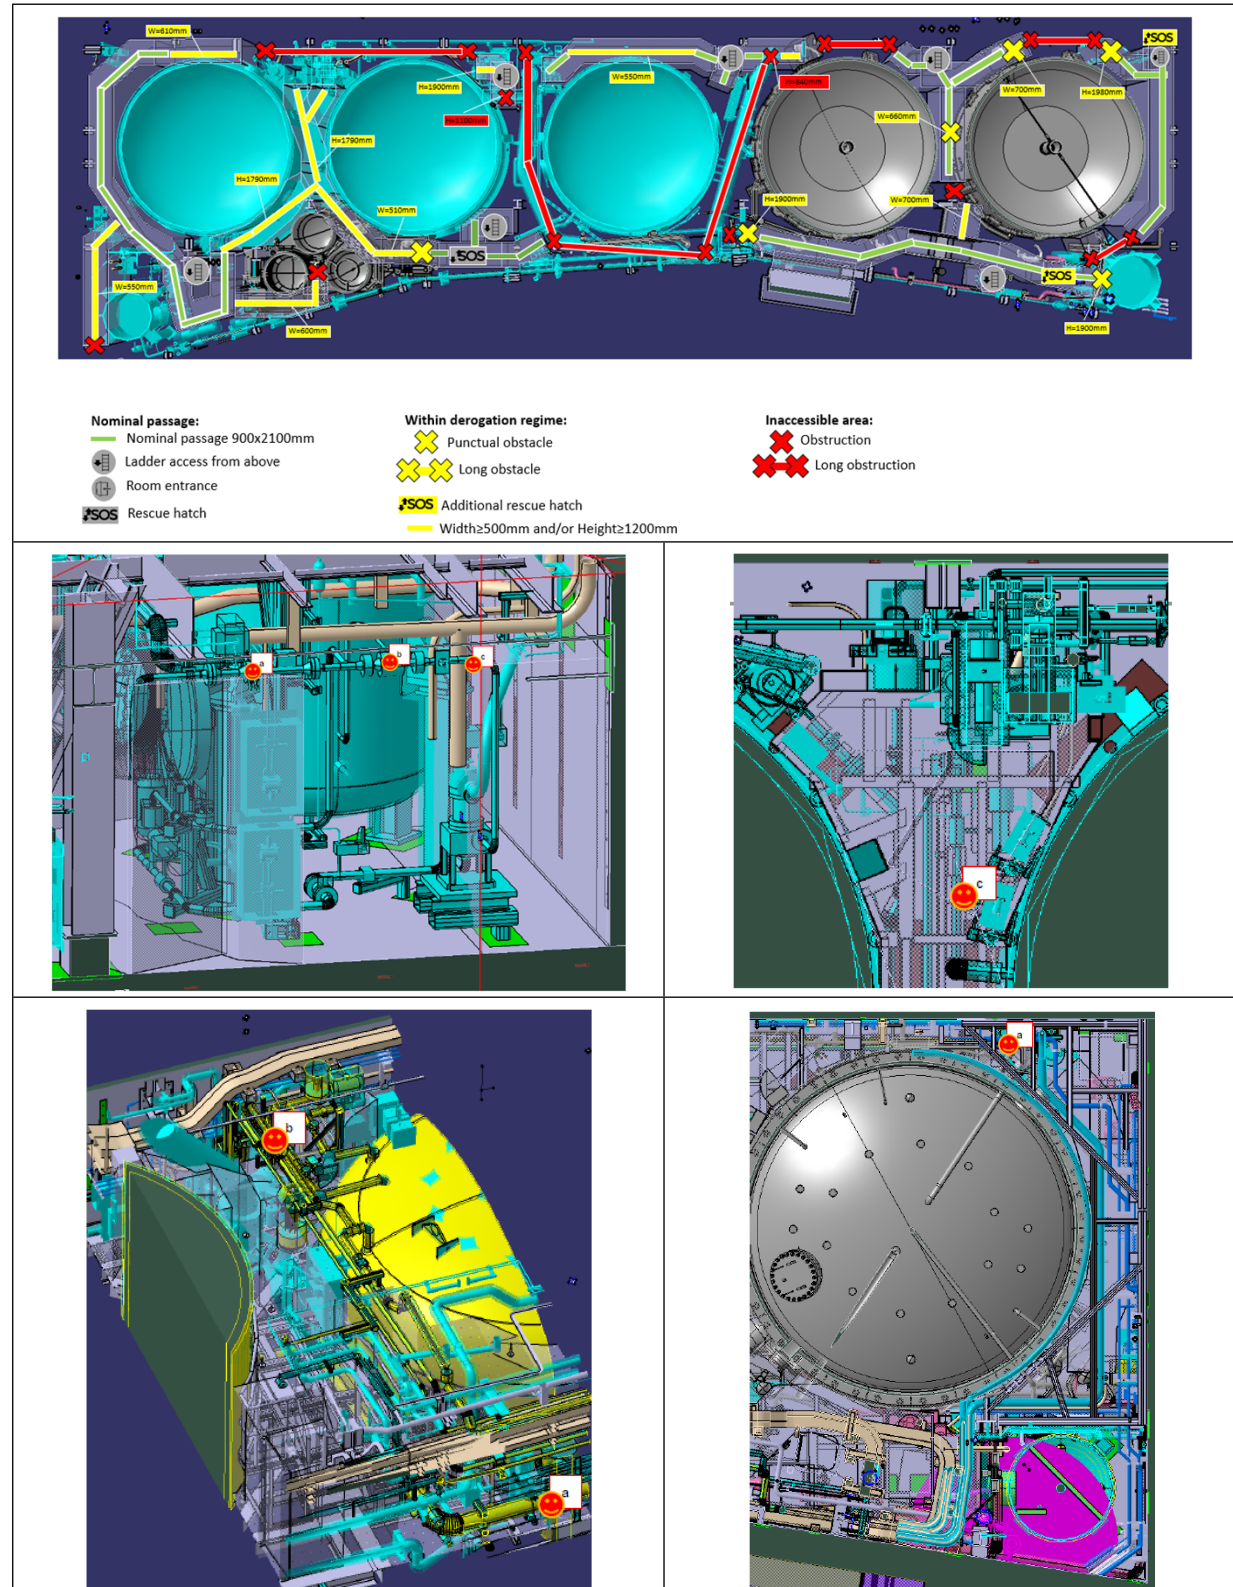 W=610mm
SOS
H=1900mm
W=550mm
H=840mm
W=700mm
H=1980mm
H=1100mm
W=660mm
H=1790mm
H=1790mm
W=510mm
H=1900mm
W=700mm
SOS
SOS
W=550mm
W=600mm
H=1900mm
Nominal passage:
Nominal passage 900x2100mm
Ladder access from above
Room entrance
SOS Rescue hatch
Within derogation regime:
Punctual obstacle
Long obstacle
SOS Additional rescue hatch
Width≥500mm and/or Height≥1200mm
Inaccessible area:
Obstruction
Long obstruction
a
b
c
c
b
a
a